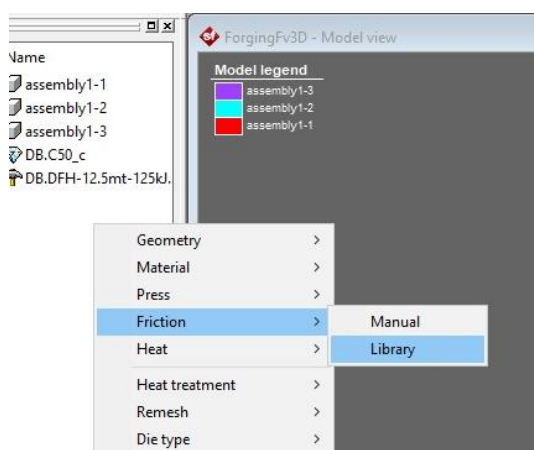 ForgingFv3D - Model view
Name
assembly1-1
assembly1-2
assembly1-3
DB.C50_c
DB.DFH-12.5mt-125kJ.
Model legend
assembly1-3
assembly1-2
assembly1-1
Geometry
Material
Press
Friction
Heat
Heat treatment
Remesh
Die type
Manual
Library